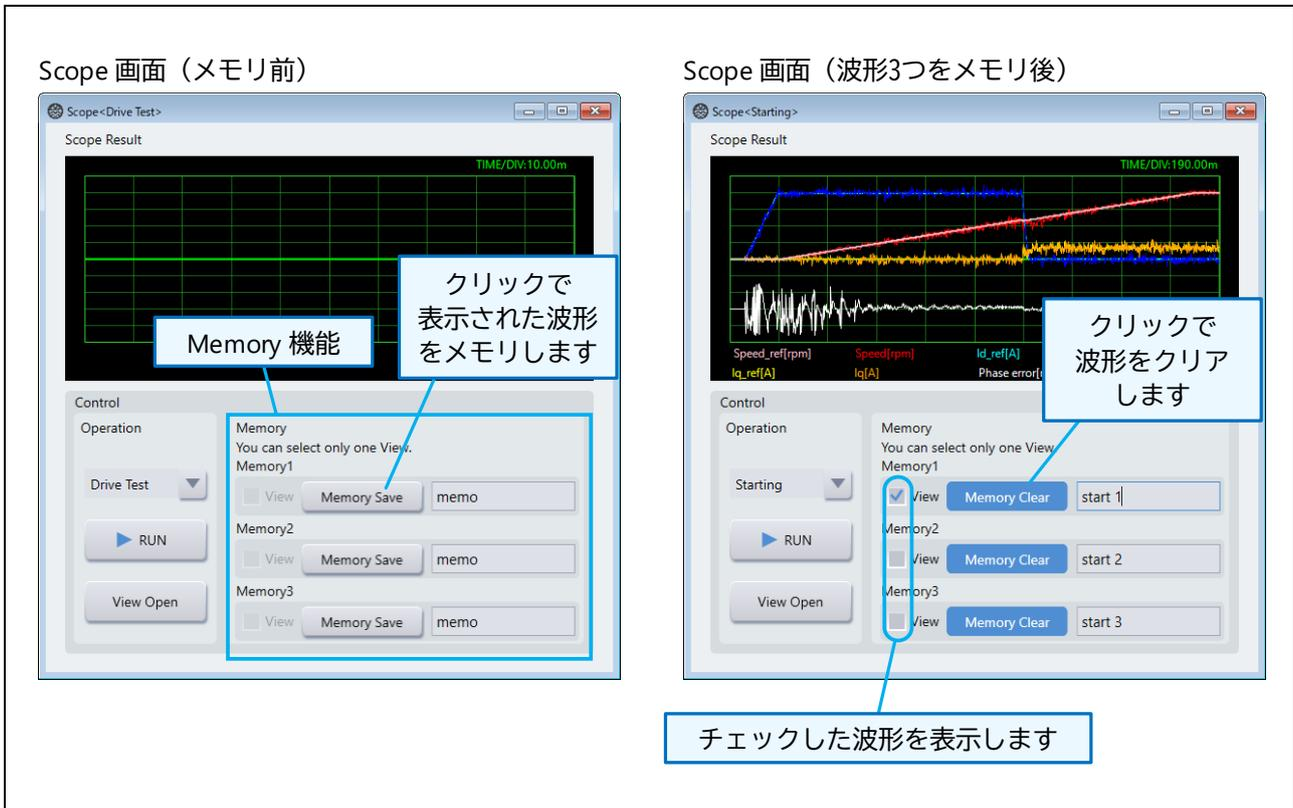 Scope 画面（メモリ前）
Scope<Drive Test>
Scope Result
TIME/DIV:10.00m
クリックで
表示された波形
をメモリします
Memory 機能
Control
Operation
Drive Test
RUN
View Open
Memory
You can select only one View.
Memory1
View Memory Save memo
Memory2
View Memory Save memo
Memory3
View Memory Save memo
Scope 画面（波形3つをメモリ後）
Scope<Starting>
Scope Result
TIME/DIV:190.00m
Speed_ref[rpm] Speed[rpm] Id_ref[A]
Iq_ref[A] Iq[A] Phase error[
クリックで
波形をクリア
します
Control
Operation
Starting
RUN
View Open
Memory
You can select only one View
Memory1
View Memory Clear start 1
Memory2
View Memory Clear start 2
Memory3
View Memory Clear start 3
チェックした波形を表示します